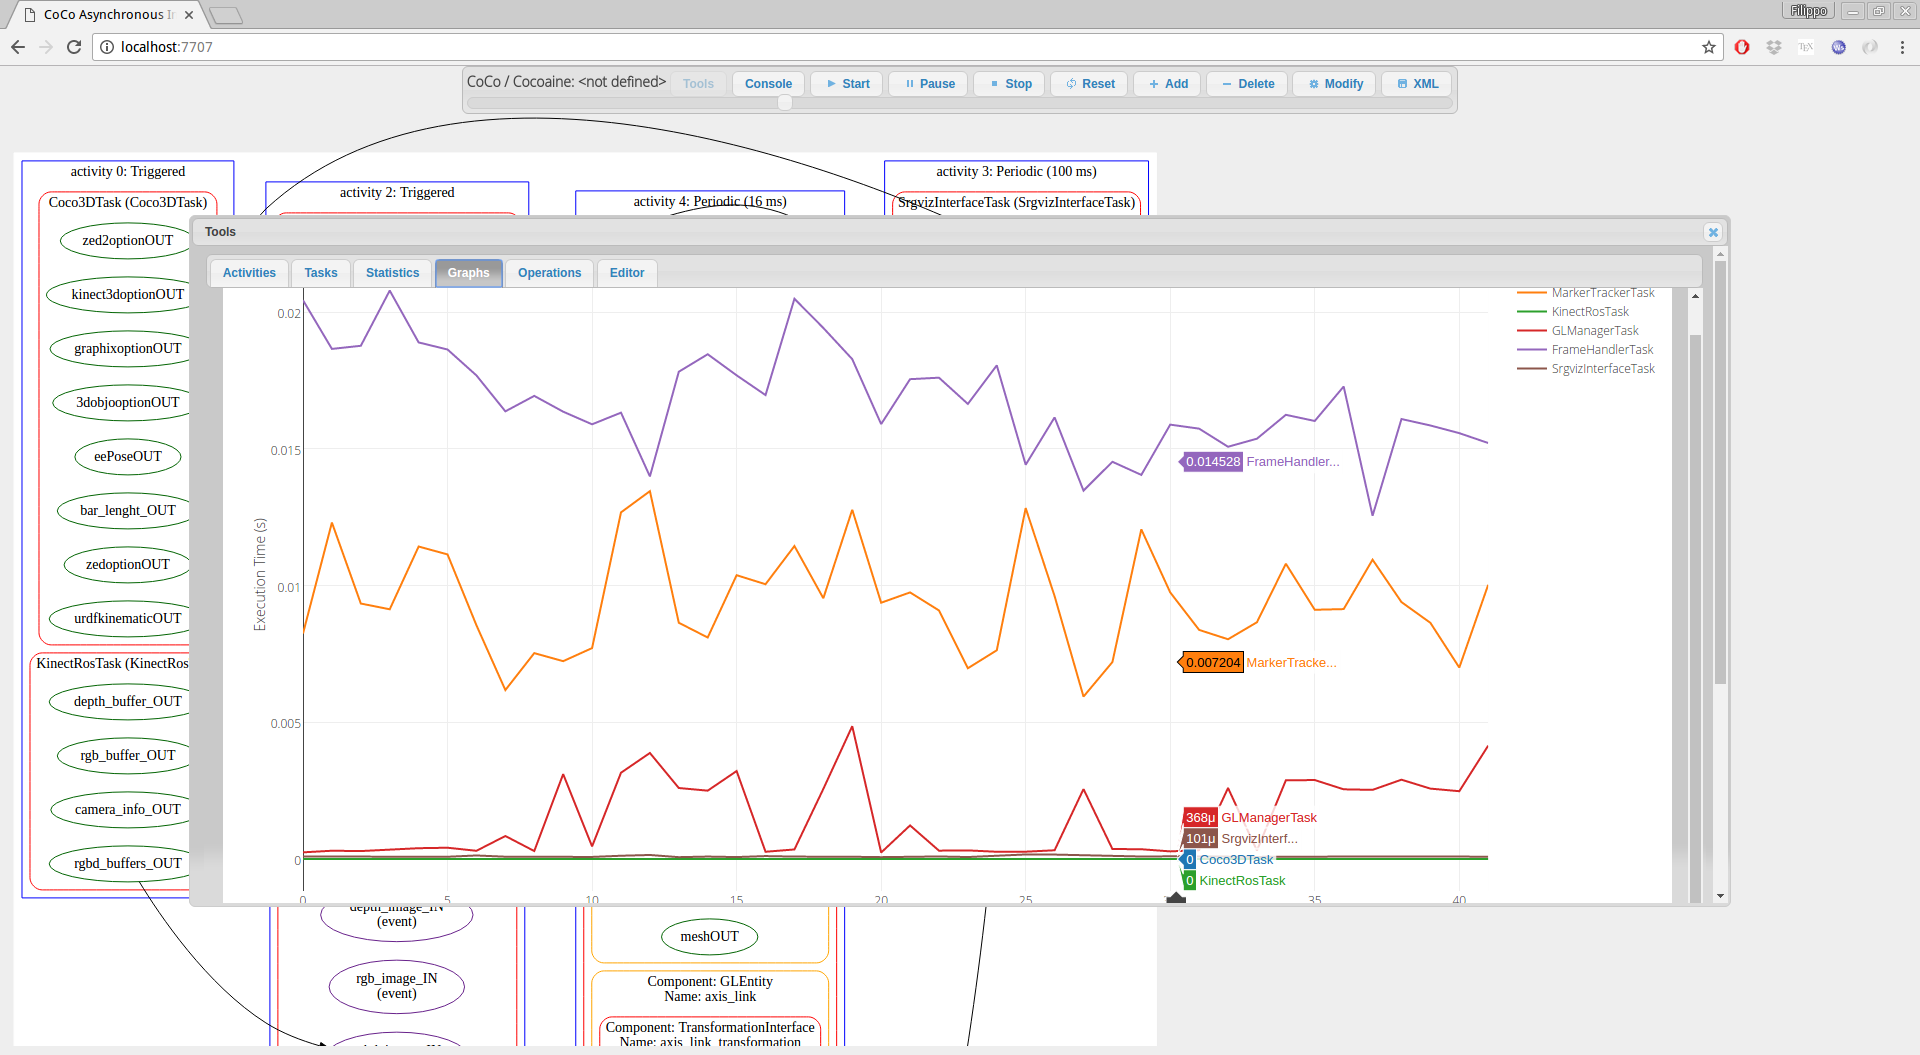 CoCo Asynchronous
Filippo
localhost:7707
CoCo / Cocoaine: <not defined>
Tools
Console
Start
Pause
Stop
Reset
Add
Delete
Modify
XML
activity 0: Triggered
Coco3DTask (Coco3DTask)
zed2optionOUT
kinect3doptionOUT
graphixoptionOUT
3dobjooptionOUT
eePoseOUT
bar_lenght_OUT
zedoptionOUT
urdfkinematicOUT
KinectRosTask (KinectRos
depth_buffer_OUT
rgb_buffer_OUT
camera_info_OUT
rgbd_buffers_OUT
activity 2: Triggered
activity 4: Periodic (16 ms)
activity 3: Periodic (100 ms)
SrgvizInterfaceTask (SrgvizInterfaceTask)
Tools
Activities
Tasks
Statistics
Graphs
Operations
Editor
MarkerTrackerTask
KinectRosTask
GLManagerTask
FrameHandlerTask
SrgvizInterfaceTask
Execution Time (s)
0.02
0.015
0.01
0.005
0
0.014528 FrameHandler...
0.007204 MarkerTracke...
368μ GLManagerTask
101μ SrgvizInterf...
0 Coco3DTask
0 KinectRosTask
0 5 10 15 20 25 35 40
depth_image_IN
(event)
rgb_image_IN
(event)
meshOUT
Component: GLEntity
Name: axis_link
Component: TransformationInterface
Name: axis_link_transformation